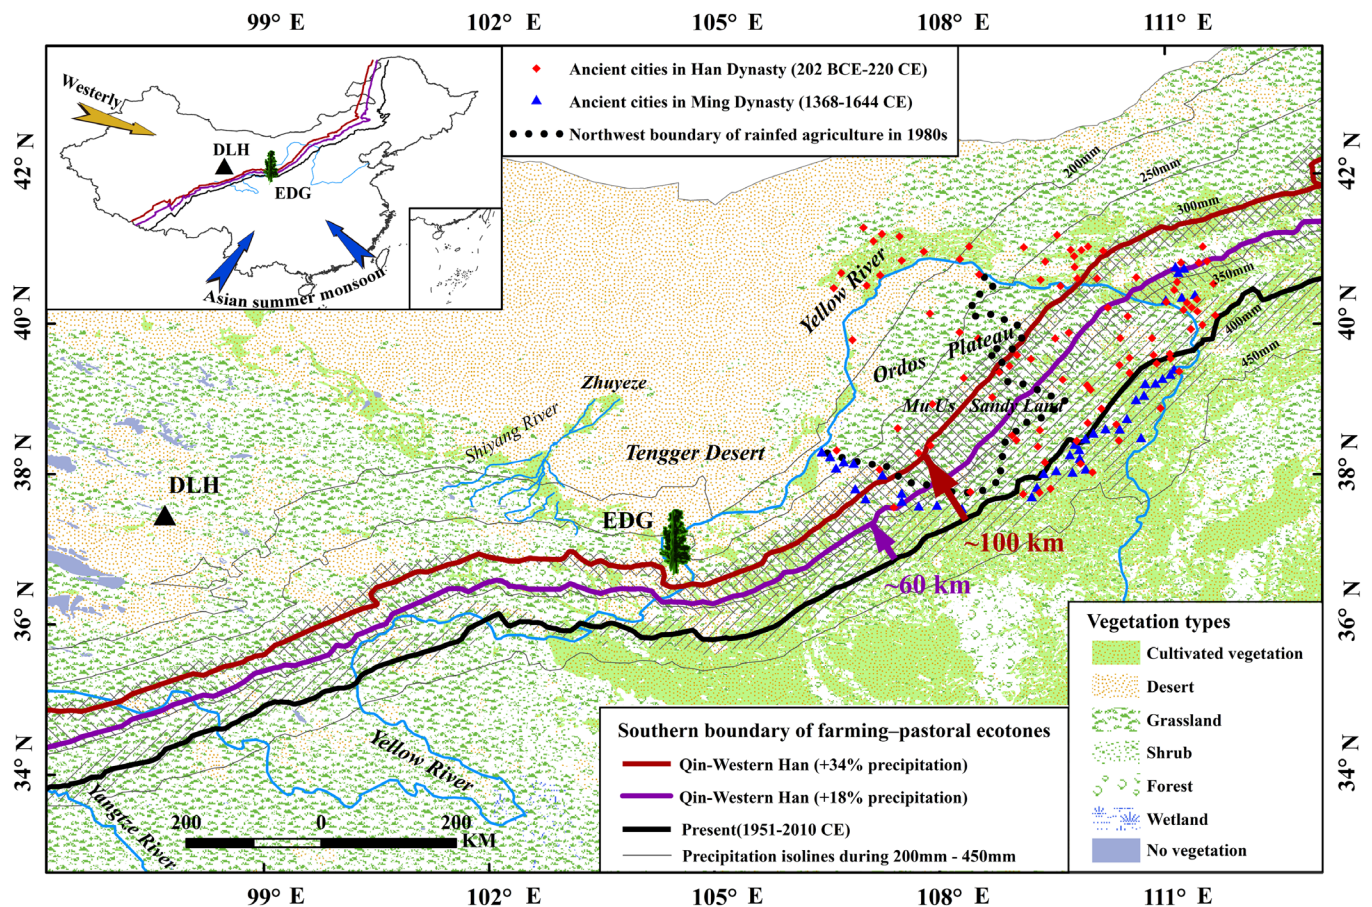 99° E
102° E
105° E
108° E
111° E
42° N
40° N
38° N
36° N
34° N
Westerly
DLH
EDG
Asian summer monsoon
Ancient cities in Han Dynasty (202 BCE-220 CE)
Ancient cities in Ming Dynasty (1368-1644 CE)
Northwest boundary of rainfed agriculture in 1980s
200mm
250mm
300mm
350mm
400mm
450mm
Yellow River
Ordos Plateau
Mu Us Sandy Land
Zhuyeze
Shiyang River
Tengger Desert
DLH
EDG
~100 km
~60 km
Yellow River
Yangtze River
200 0 200
KM
Southern boundary of farming–pastoral ecotones
Qin-Western Han (+34% precipitation)
Qin-Western Han (+18% precipitation)
Present(1951-2010 CE)
Precipitation isolines during 200mm - 450mm
Vegetation types
Cultivated vegetation
Desert
Grassland
Shrub
Forest
Wetland
No vegetation
42° N
40° N
38° N
36° N
34° N
99° E
102° E
105° E
108° E
111° E